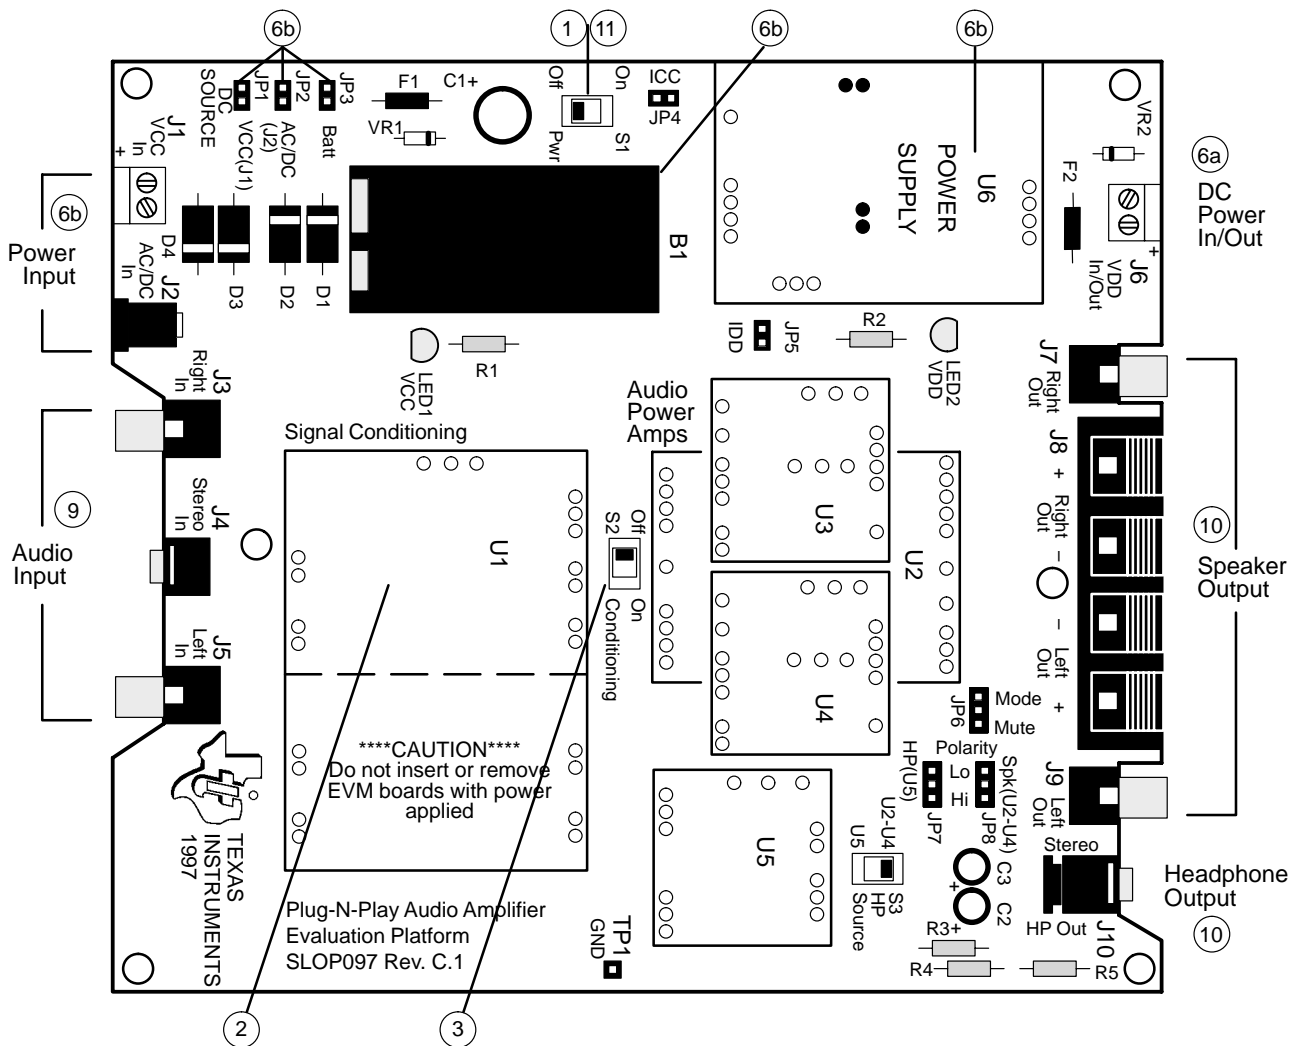 6b
1
11
6b
6b
JP1
JP2
JP3
DC
SOURCE
VCC(J1)
AC/DC
(J2)
Batt
F1
C1+
VR1
Off
On
Pwr
S1
ICC
JP4
U6
POWER
SUPPLY
VR2
F2
6a
DC
Power
In/Out
J6
VDD
In/Out
+
J1
VCC
In
+
6b
Power
Input
D4
AC/DC
In
J2
D3
D2
D1
B1
LED1
VCC
R1
IDD
JP5
R2
LED2
VDD
J3
Right
In
9
Audio
Input
J4
Stereo
In
J5
Left
In
Signal Conditioning
U1
S2
Off
On
Conditioning
Audio
Power
Amps
U3
U2
U4
J7
Right
Out
J8
+
Right
Out
–
–
Left
Out
+
10
Speaker
Output
****CAUTION****
Do not insert or remove
EVM boards with power
applied
TEXAS
INSTRUMENTS
1997
Plug-N-Play Audio Amplifier
Evaluation Platform
SLOP097 Rev. C.1
TP1
GND
U5
U5
U2-U4
S3
HP
Source
JP6
Mode
Mute
Polarity
HP(U5)
Lo
Hi
Spk(U2-U4)
JP7
JP8
J9
Left
Out
Stereo
C3
+
C2
R3+
R4
R5
HP Out
J10
Headphone
Output
10
2
3